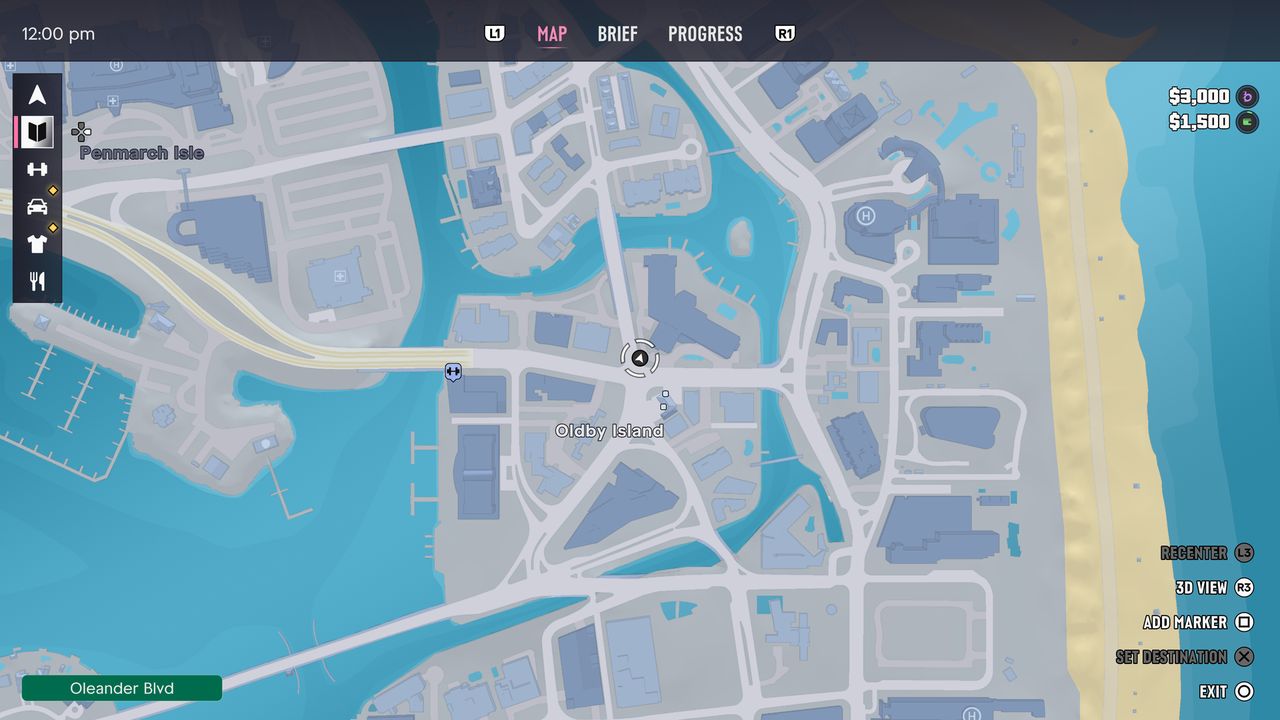 12:00 pm
L1 MAP BRIEF PROGRESS R1
$3,000
$1,500
Penmarch Isle
H
H
Oldby Island
RECENTER L3
3D VIEW R3
ADD MARKER
SET DESTINATION
EXIT
Oleander Blvd
H